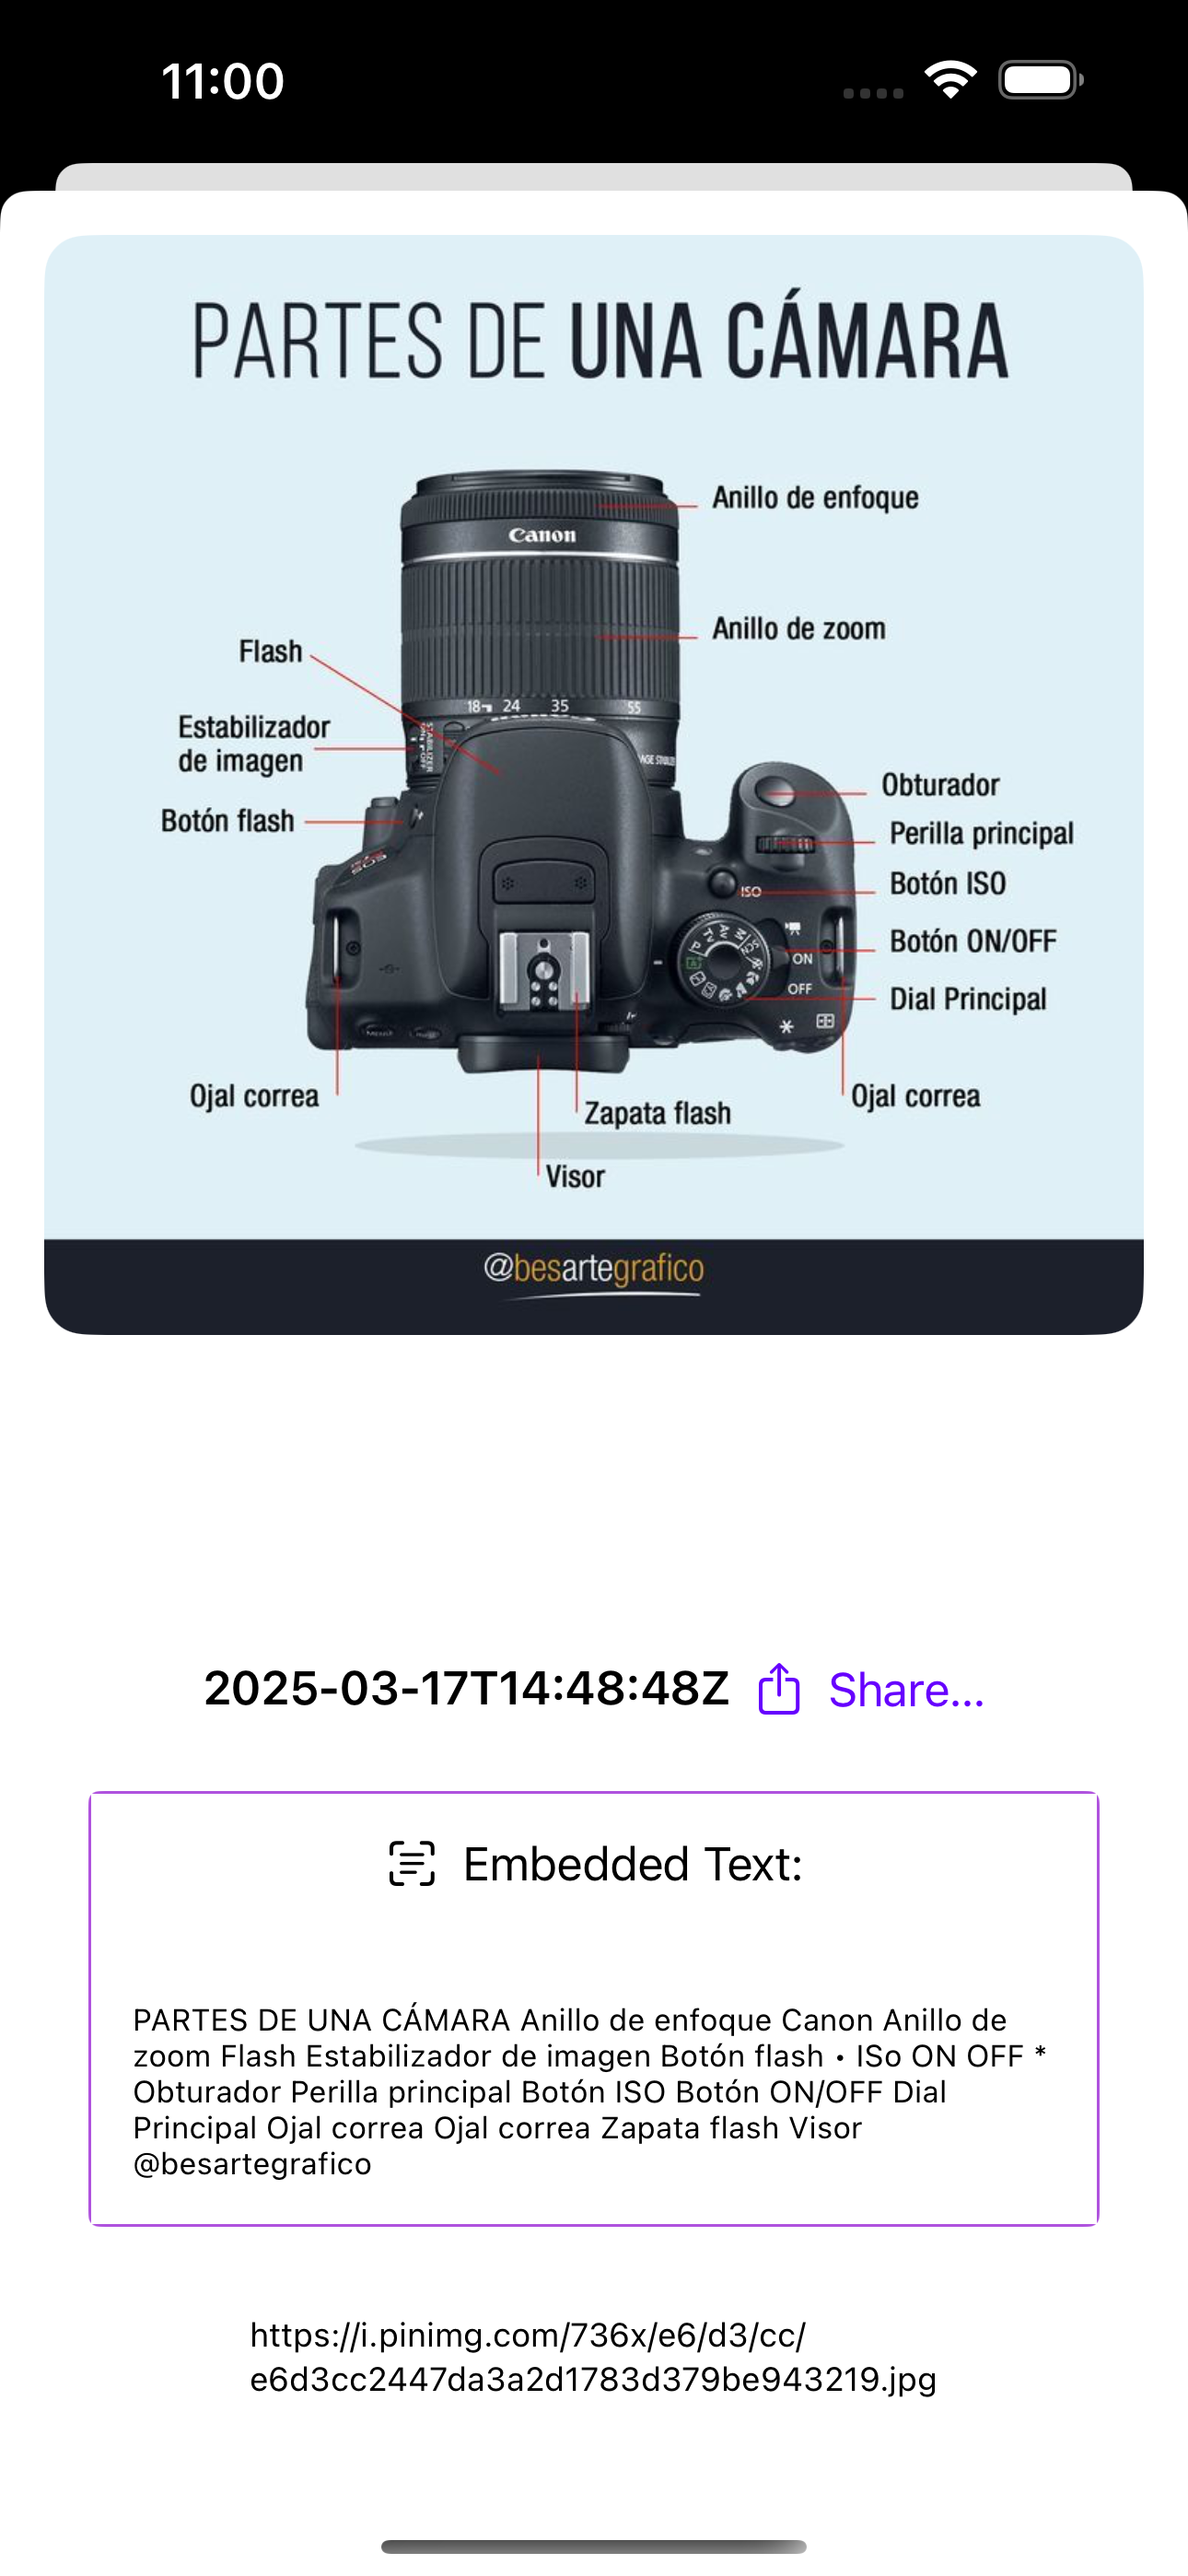 11:00
PARTES DE UNA CÁMARA
Anillo de enfoque
Canon
Anillo de zoom
Flash
18 24 35 55
Estabilizador
de imagen
STABILIZER
Botón flash
Obturador
Perilla principal
ISO
Botón ISO
ON
Botón ON/OFF
OFF
Dial Principal
Ojal correa
Ojal correa
Zapata flash
Visor
@besartegrafico
2025-03-17T14:48:48Z Share...
Embedded Text:
PARTES DE UNA CÁMARA Anillo de enfoque Canon Anillo de
zoom Flash Estabilizador de imagen Botón flash • ISo ON OFF *
Obturador Perilla principal Botón ISO Botón ON/OFF Dial
Principal Ojal correa Ojal correa Zapata flash Visor
@besartegrafico
https://i.pinimg.com/736x/e6/d3/cc/
e6d3cc2447da3a2d1783d379be943219.jpg